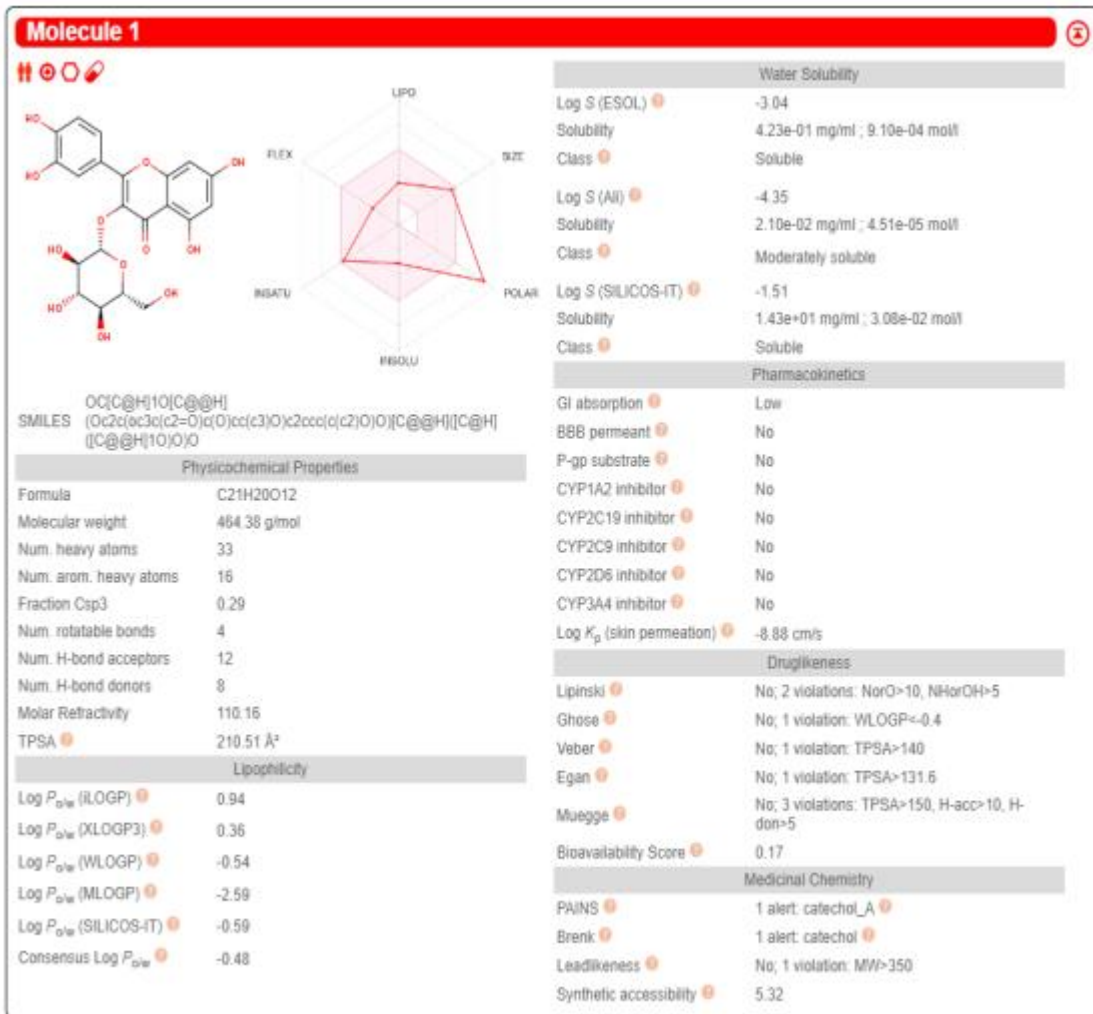 Molecule 1
LIPO
FLEX
SIZE
INSATU
POLAR
INSOLU
HO
HO
O
OH
O
O
OH
HO
O
HO
OH
OH
SMILES OC[C@H]1O[C@@H]
(Oc2c(oc3c(c2=O)c(O)cc(c3)O)c2ccc(c(c2)O)O)[C@@H]([C@H]
([C@@H]1O)O)O
Physicochemical Properties
Formula C21H20O12
Molecular weight 464.38 g/mol
Num. heavy atoms 33
Num. arom. heavy atoms 16
Fraction Csp3 0.29
Num. rotatable bonds 4
Num. H-bond acceptors 12
Num. H-bond donors 8
Molar Refractivity 110.16
TPSA ? 210.51 Å²
Lipophilicity
Log Po/w (iLOGP) ? 0.94
Log Po/w (XLOGP3) ? 0.36
Log Po/w (WLOGP) ? -0.54
Log Po/w (MLOGP) ? -2.59
Log Po/w (SILICOS-IT) ? -0.59
Consensus Log Po/w ? -0.48
Water Solubility
Log S (ESOL) ? -3.04
Solubility 4.23e-01 mg/ml ; 9.10e-04 mol/l
Class ? Soluble
Log S (Ali) ? -4.35
Solubility 2.10e-02 mg/ml ; 4.51e-05 mol/l
Class ? Moderately soluble
Log S (SILICOS-IT) ? -1.51
Solubility 1.43e+01 mg/ml ; 3.08e-02 mol/l
Class ? Soluble
Pharmacokinetics
GI absorption ? Low
BBB permeant ? No
P-gp substrate ? No
CYP1A2 inhibitor ? No
CYP2C19 inhibitor ? No
CYP2C9 inhibitor ? No
CYP2D6 inhibitor ? No
CYP3A4 inhibitor ? No
Log Kp (skin permeation) ? -8.88 cm/s
Druglikeness
Lipinski ? No; 2 violations: NorO>10, NHorOH>5
Ghose ? No; 1 violation: WLOGP<-0.4
Veber ? No; 1 violation: TPSA>140
Egan ? No; 1 violation: TPSA>131.6
Muegge ? No; 3 violations: TPSA>150, H-acc>10, H-
don>5
Bioavailability Score ? 0.17
Medicinal Chemistry
PAINS ? 1 alert: catechol_A ?
Brenk ? 1 alert: catechol ?
Leadlikeness ? No; 1 violation: MW>350
Synthetic accessibility ? 5.32